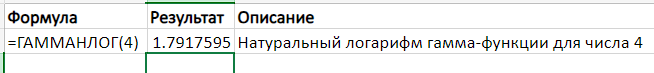 Формула Результат Описание
=ГАММАНЛОГ(4) 1.7917595 Натуральный логарифм гамма-функции для числа 4